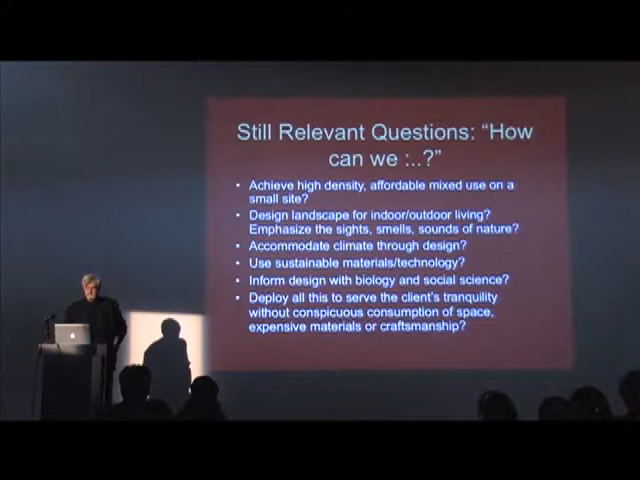 Still Relevant Questions: "How
can we :..?"
• Achieve high density, affordable mixed use on a
small site?
• Design landscape for indoor/outdoor living?
Emphasize the sights, smells, sounds of nature?
• Accommodate climate through design?
• Use sustainable materials/technology?
• Inform design with biology and social science?
• Deploy all this to serve the client's tranquility
without conspicuous consumption of space,
expensive materials or craftsmanship?